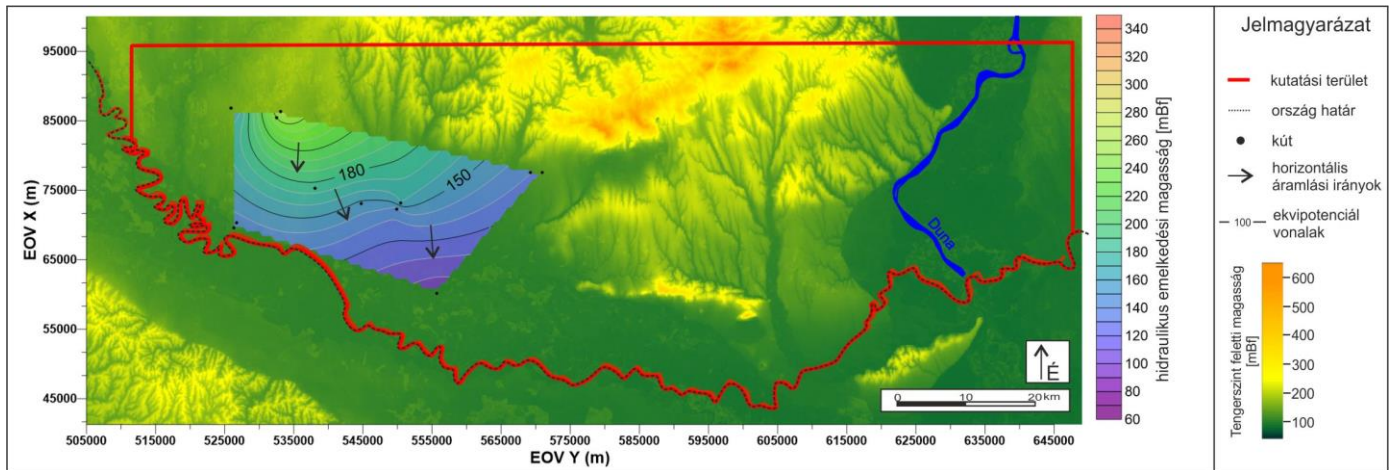 95000
85000
75000
65000
55000
45000
EOV X (m)
505000 515000 525000 535000 545000 555000 565000 575000 585000 595000 605000 615000 625000 635000 645000
EOV Y (m)
180
150
Duna
É
0 10 20 km
340
320
300
280
260
240
220
200
180
160
140
120
100
80
60
hidraulikus emelkedési magasság [mBf]
Jelmagyarázat
kutatási terület
ország határ
kút
horizontális
áramlási irányok
100
ekvipotenciál
vonalak
Tengerszint feletti magasság
[mBf]
600
500
400
300
200
100